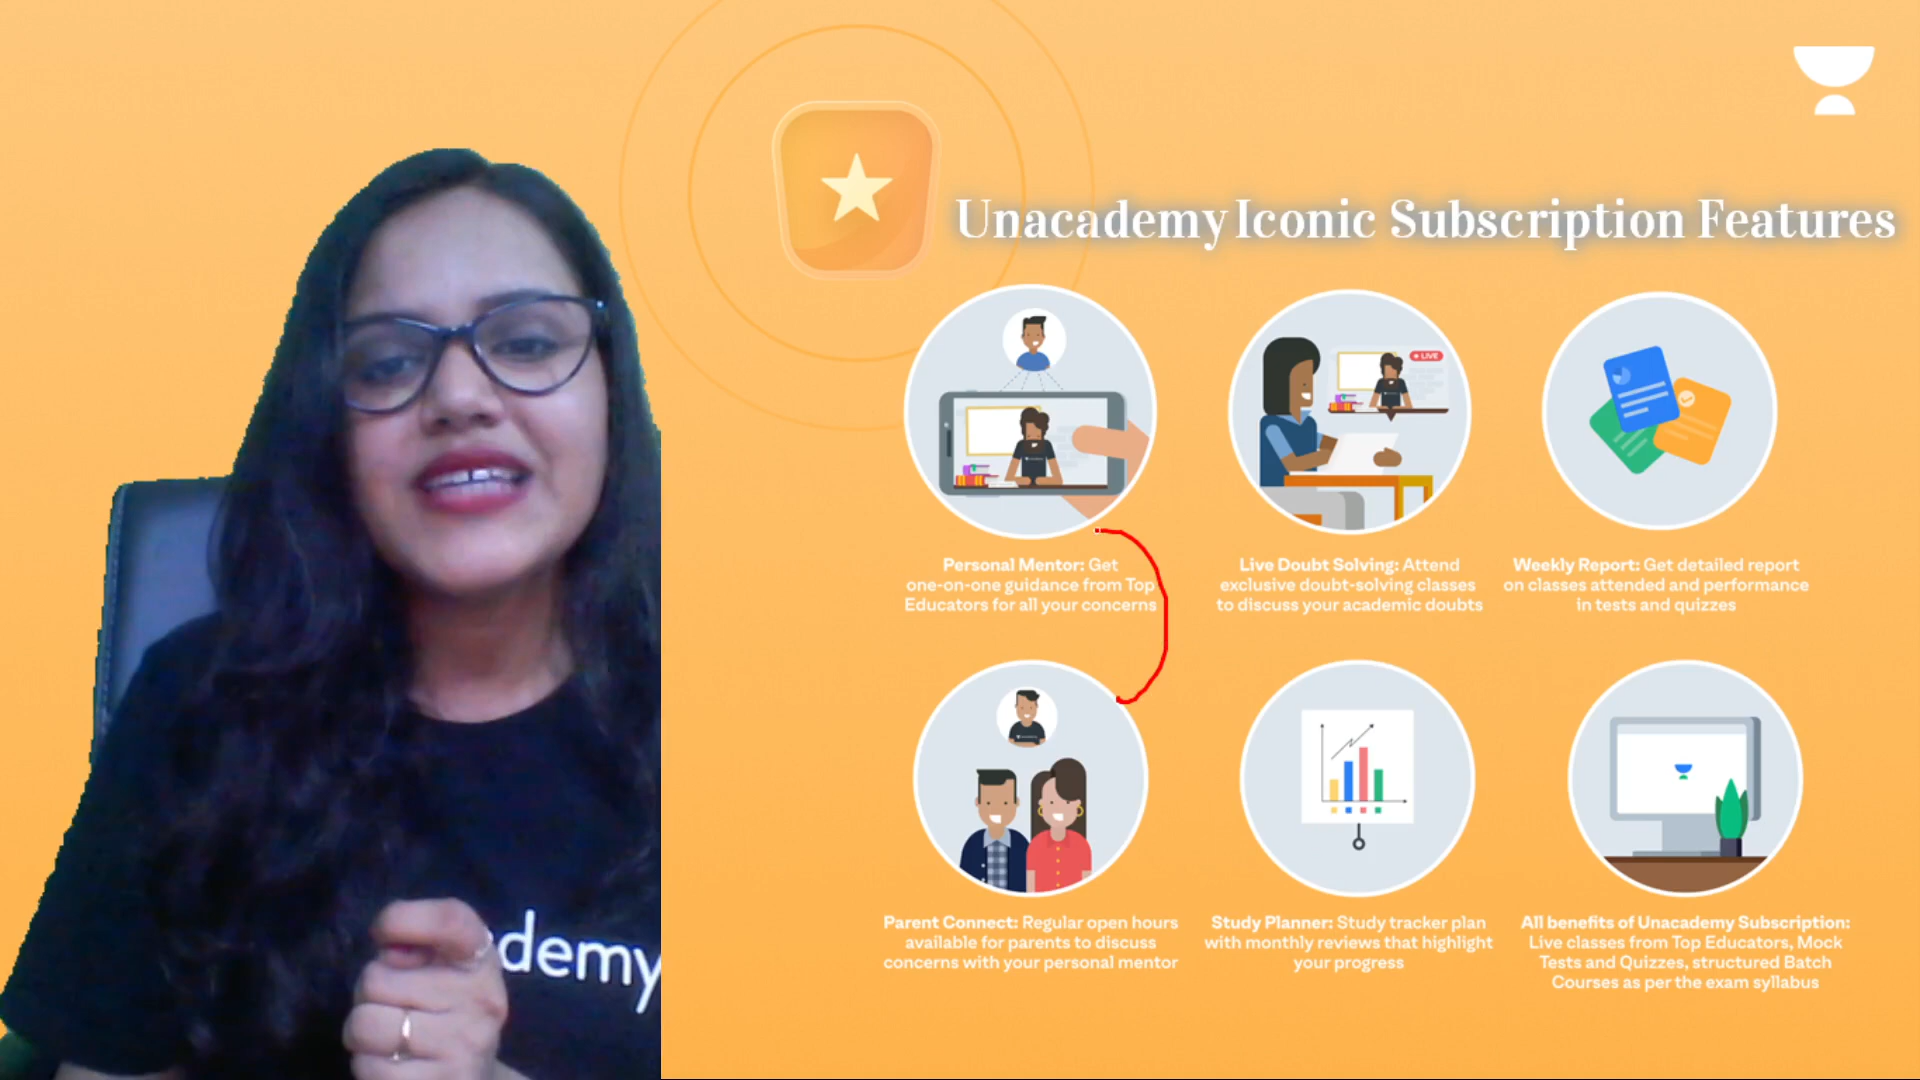 Unacademy Iconic Subscription Features
LIVE
Personal Mentor: Get
one-on-one guidance from Top
Educators for all your concerns
Live Doubt Solving: Attend
exclusive doubt-solving classes
to discuss your academic doubts
Weekly Report: Get detailed report
on classes attended and performance
in tests and quizzes
Parent Connect: Regular open hours
available for parents to discuss
concerns with your personal mentor
Study Planner: Study tracker plan
with monthly reviews that highlight
your progress
All benefits of Unacademy Subscription:
Live classes from Top Educators, Mock
Tests and Quizzes, structured Batch
Courses as per the exam syllabus
demy